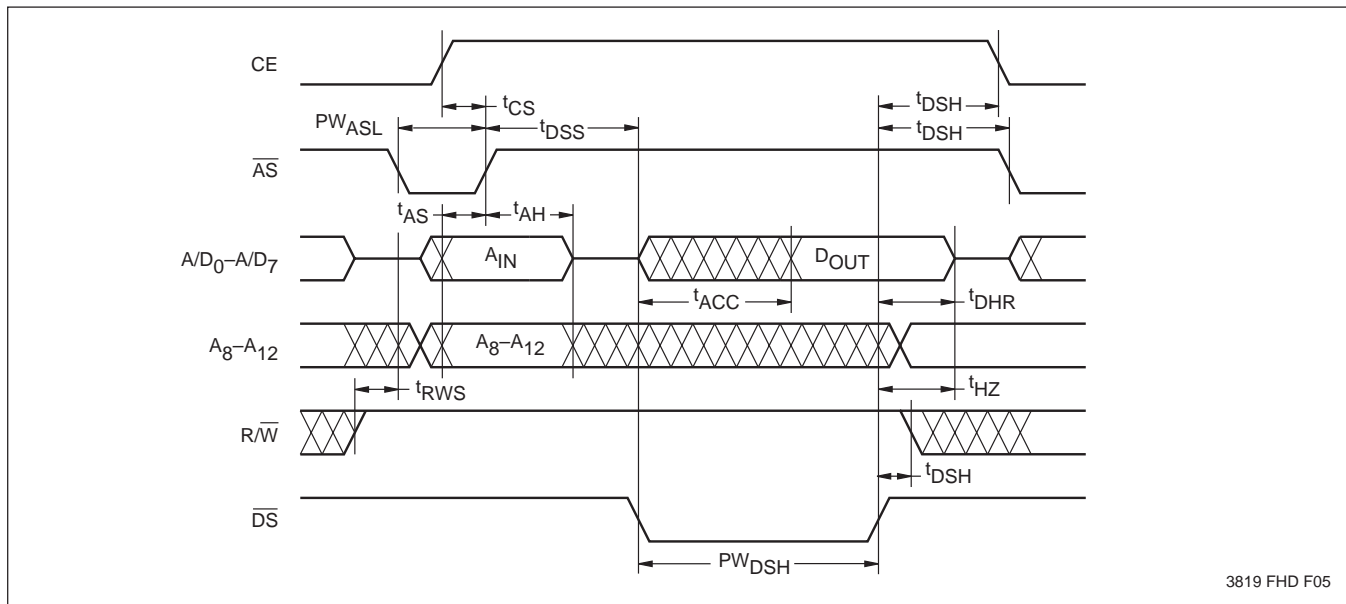 CE
tCS
tDSH
PWASL
tDSS
tDSH
AS
tAS
tAH
A/D0–A/D7
AIN
DOUT
tACC
tDHR
A8–A12
A8–A12
tRWS
tHZ
R/W
tDSH
DS
PWDSH
3819 FHD F05